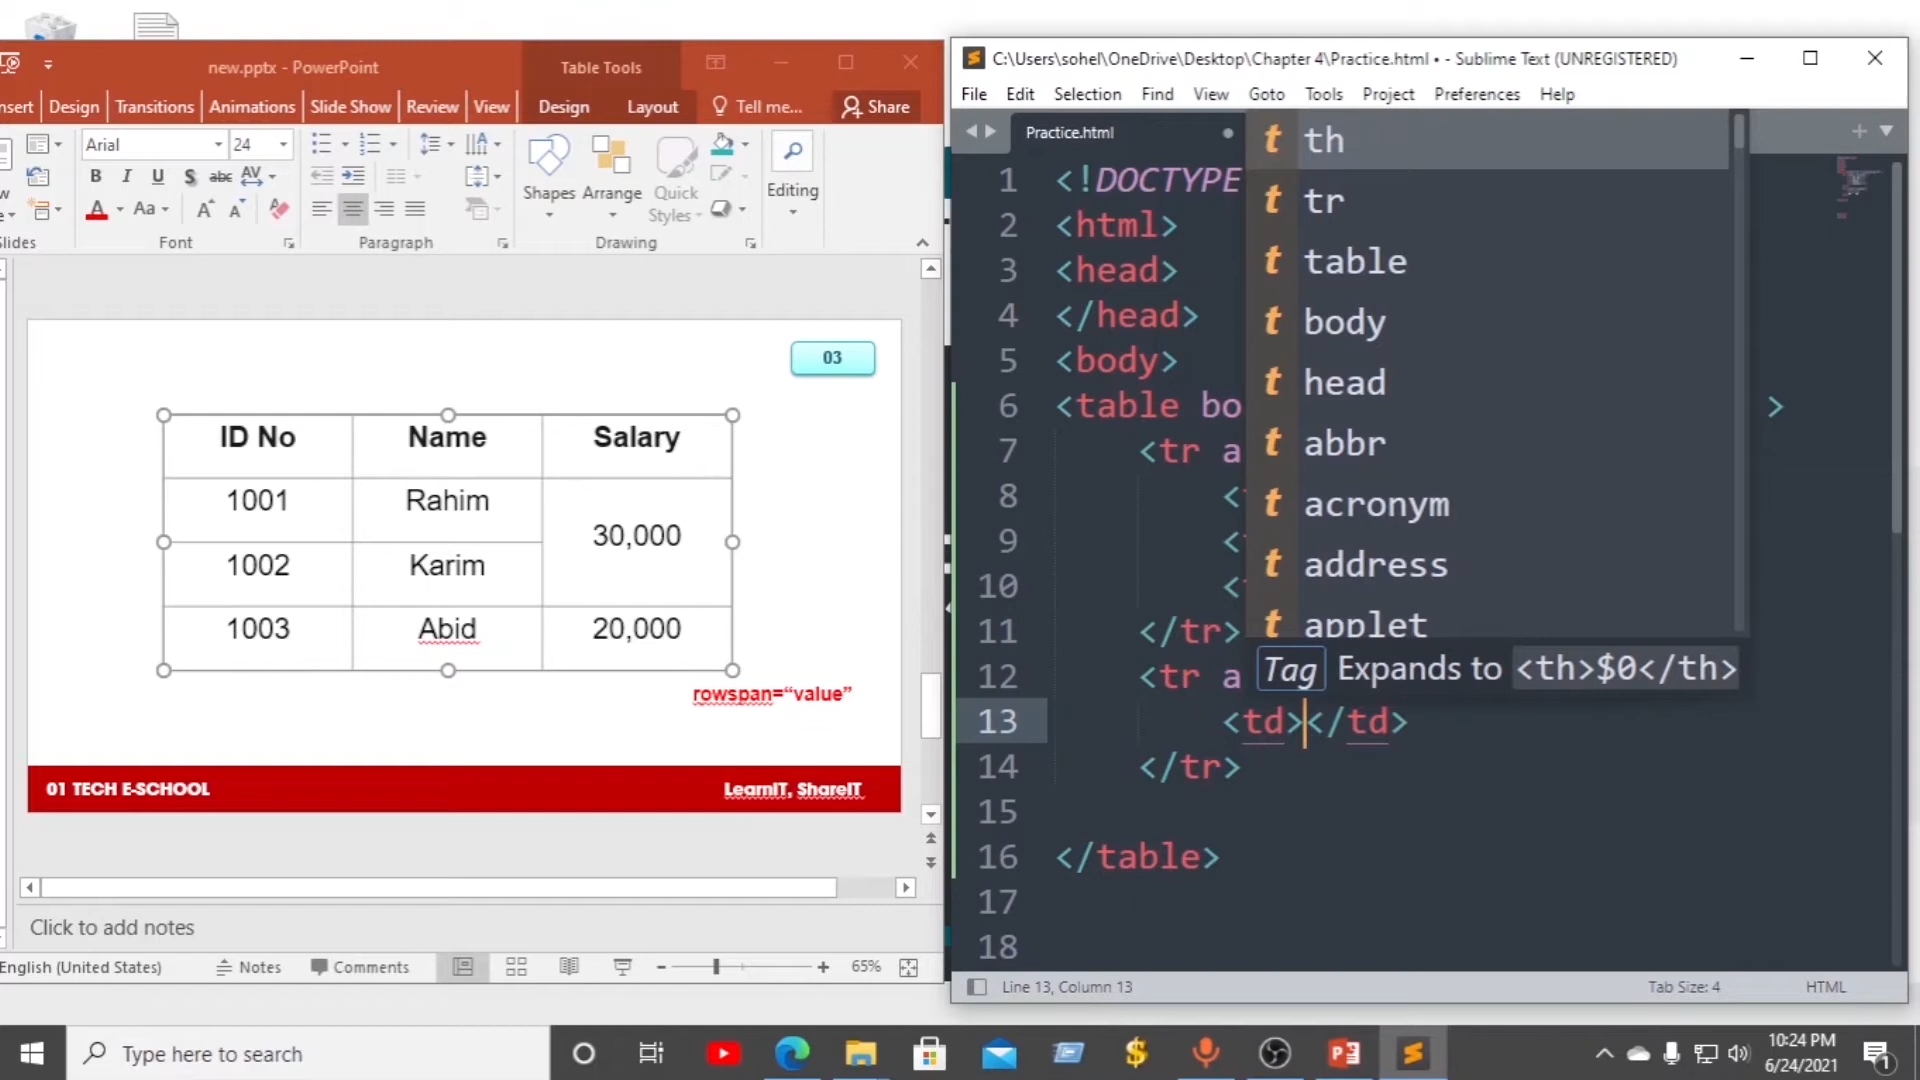 new.pptx - PowerPoint
Table Tools
nsert Design Transitions Animations Slide Show Review View Design Layout Tell me... Share
Arial 24
Shapes Arrange Quick Styles
Editing
Slides Font Paragraph Drawing
03
ID No Name Salary
1001 Rahim 30,000
1002 Karim
1003 Abid 20,000
rowspan=“value”
01 TECH E-SCHOOL LearnIT, ShareIT
Click to add notes
English (United States) Notes Comments 65%
C:\Users\sohel\OneDrive\Desktop\Chapter 4\Practice.html • - Sublime Text (UNREGISTERED)
File Edit Selection Find View Goto Tools Project Preferences Help
Practice.html
1 <!DOCTYPE
2 <html>
3 <head>
4 </head>
5 <body>
6 <table bo >
7 <tr a
8 <
9 <
10 <
11 </tr>
12 <tr a
13 <td></td>
14 </tr>
15
16 </table>
17
18
t th
t tr
t table
t body
t head
t abbr
t acronym
t address
t applet
Tag Expands to <th>$0</th>
Line 13, Column 13 Tab Size: 4 HTML
Type here to search
10:24 PM
6/24/2021
1